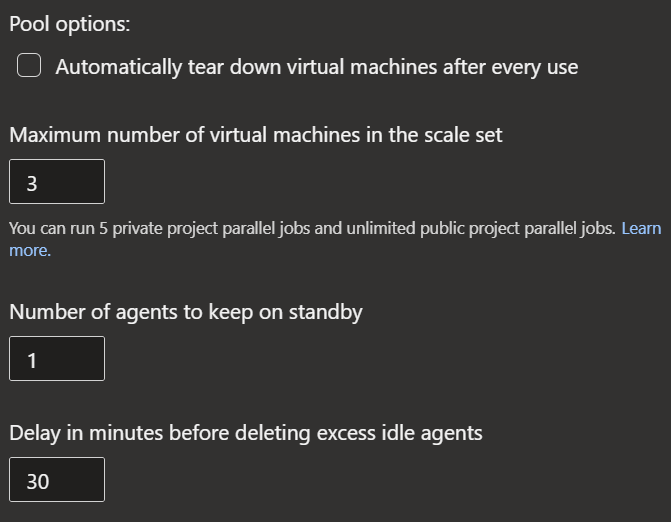 Pool options:
Automatically tear down virtual machines after every use
Maximum number of virtual machines in the scale set
3
You can run 5 private project parallel jobs and unlimited public project parallel jobs. Learn
more.
Number of agents to keep on standby
1
Delay in minutes before deleting excess idle agents
30